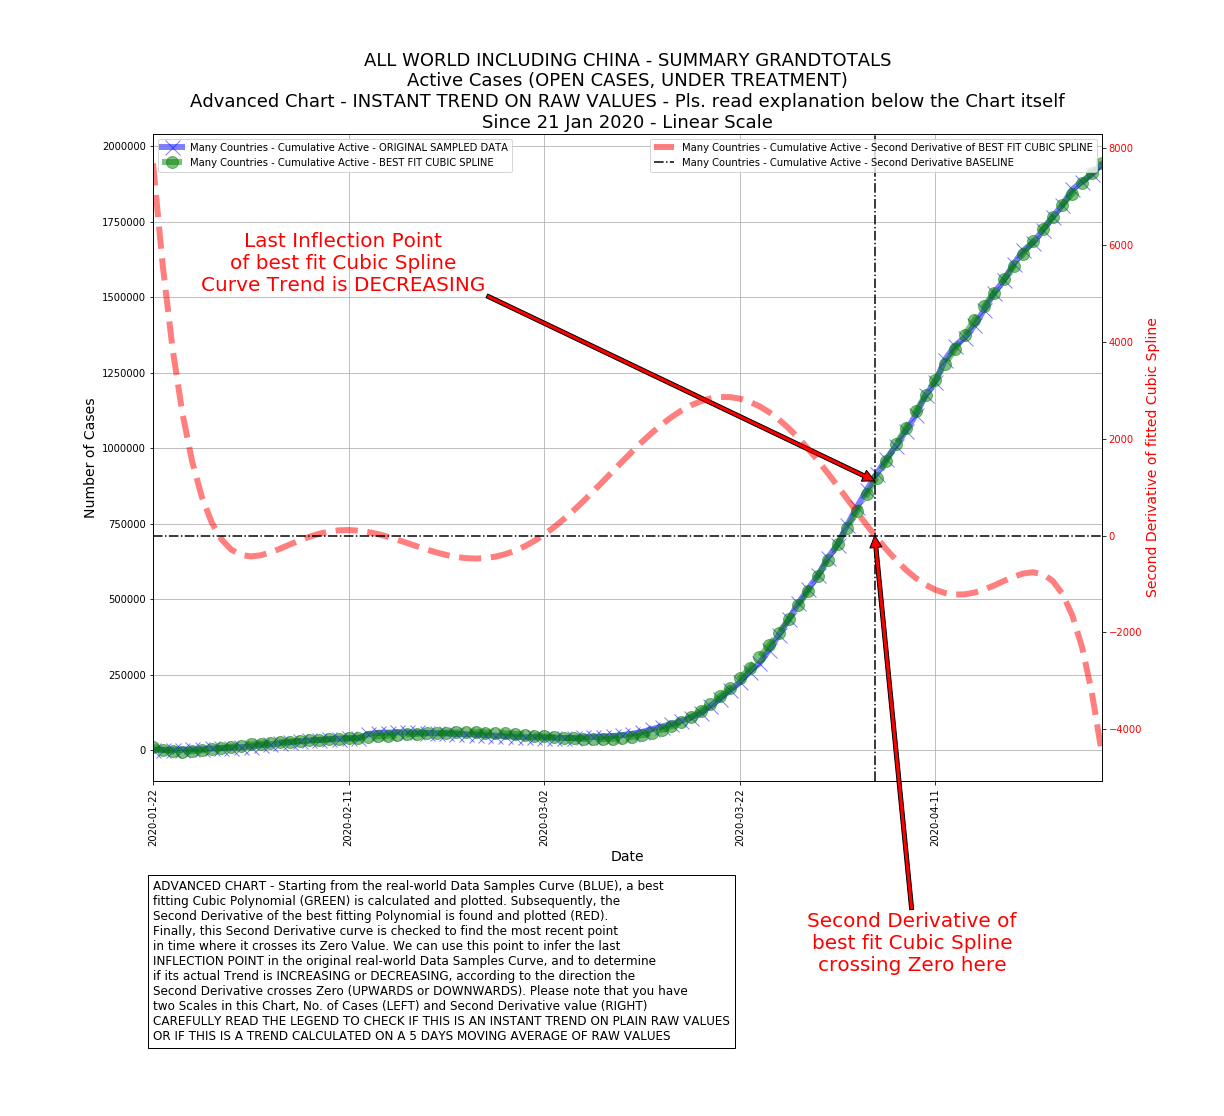 ALL WORLD INCLUDING CHINA - SUMMARY GRANDTOTALS
Active Cases (OPEN CASES, UNDER TREATMENT)
Advanced Chart - INSTANT TREND ON RAW VALUES - Pls. read explanation below the Chart itself
Since 21 Jan 2020 - Linear Scale
Many Countries - Cumulative Active - ORIGINAL SAMPLED DATA
Many Countries - Cumulative Active - BEST FIT CUBIC SPLINE
Many Countries - Cumulative Active - Second Derivative of BEST FIT CUBIC SPLINE
Many Countries - Cumulative Active - Second Derivative BASELINE
Last Inflection Point
of best fit Cubic Spline
Curve Trend is DECREASING
Number of Cases
2000000
1750000
1500000
1250000
1000000
750000
500000
250000
0
8000
6000
4000
2000
0
−2000
−4000
Second Derivative of fitted Cubic Spline
2020-01-22
2020-02-11
2020-03-02
2020-03-22
2020-04-11
Date
ADVANCED CHART - Starting from the real-world Data Samples Curve (BLUE), a best
fitting Cubic Polynomial (GREEN) is calculated and plotted. Subsequently, the
Second Derivative of the best fitting Polynomial is found and plotted (RED).
Finally, this Second Derivative curve is checked to find the most recent point
in time where it crosses its Zero Value. We can use this point to infer the last
INFLECTION POINT in the original real-world Data Samples Curve, and to determine
if its actual Trend is INCREASING or DECREASING, according to the direction the
Second Derivative crosses Zero (UPWARDS or DOWNWARDS). Please note that you have
two Scales in this Chart, No. of Cases (LEFT) and Second Derivative value (RIGHT)
CAREFULLY READ THE LEGEND TO CHECK IF THIS IS AN INSTANT TREND ON PLAIN RAW VALUES
OR IF THIS IS A TREND CALCULATED ON A 5 DAYS MOVING AVERAGE OF RAW VALUES
Second Derivative of
best fit Cubic Spline
crossing Zero here